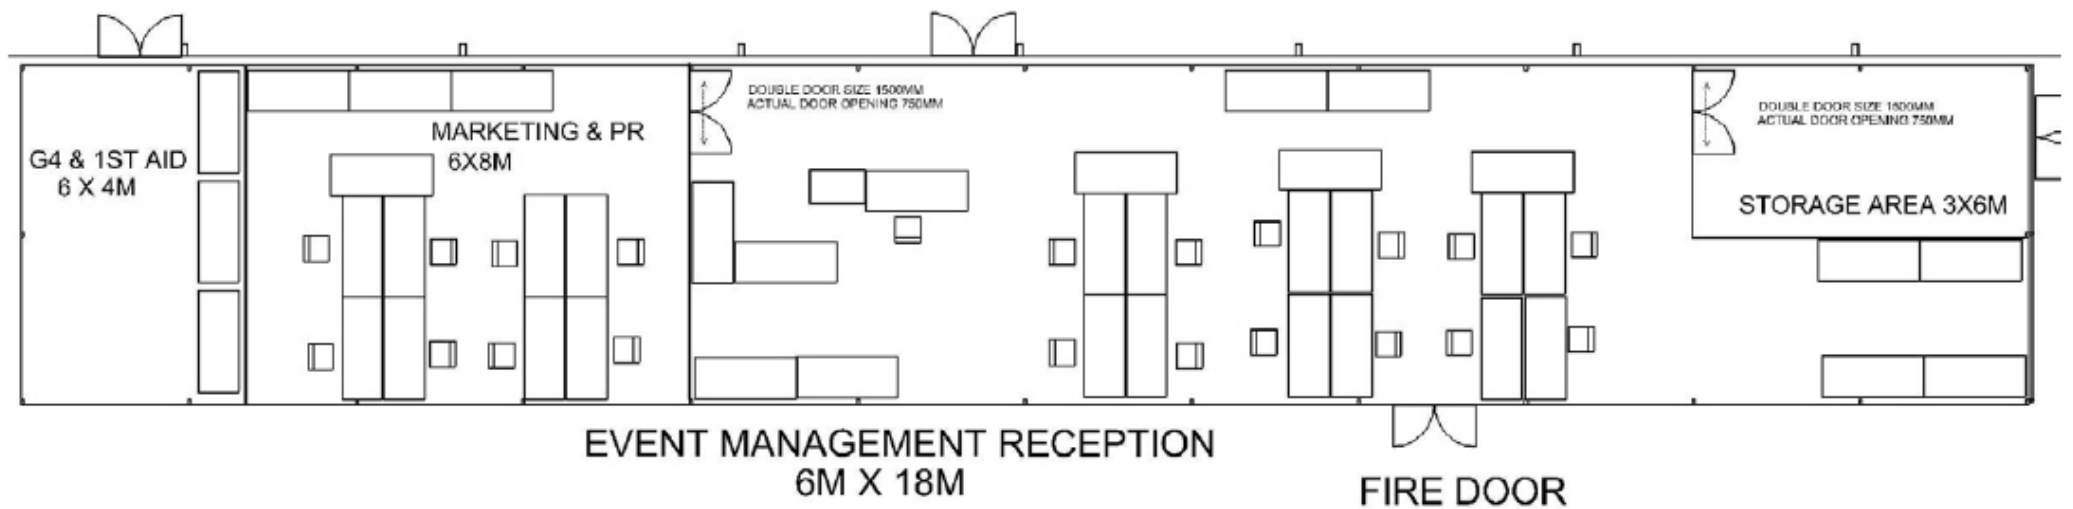 G4 & 1ST AID
6 X 4M
MARKETING & PR
6X8M
DOUBLE DOOR SIZE 1500MM
ACTUAL DOOR OPENING 750MM
DOUBLE DOOR SIZE 1500MM
ACTUAL DOOR OPENING 750MM
STORAGE AREA 3X6M
EVENT MANAGEMENT RECEPTION
6M X 18M
FIRE DOOR